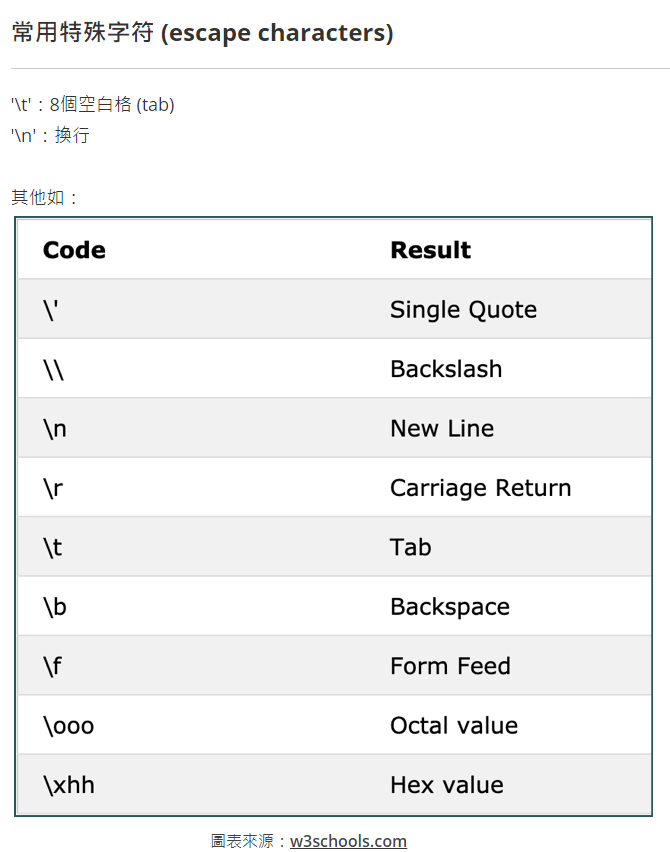 常用特殊字符 (escape characters)
'\t'：8個空白格 (tab)
'\n'：換行
其他如：
Code Result
\' Single Quote
\\ Backslash
\n New Line
\r Carriage Return
\t Tab
\b Backspace
\f Form Feed
\ooo Octal value
\xhh Hex value
圖表來源：w3schools.com